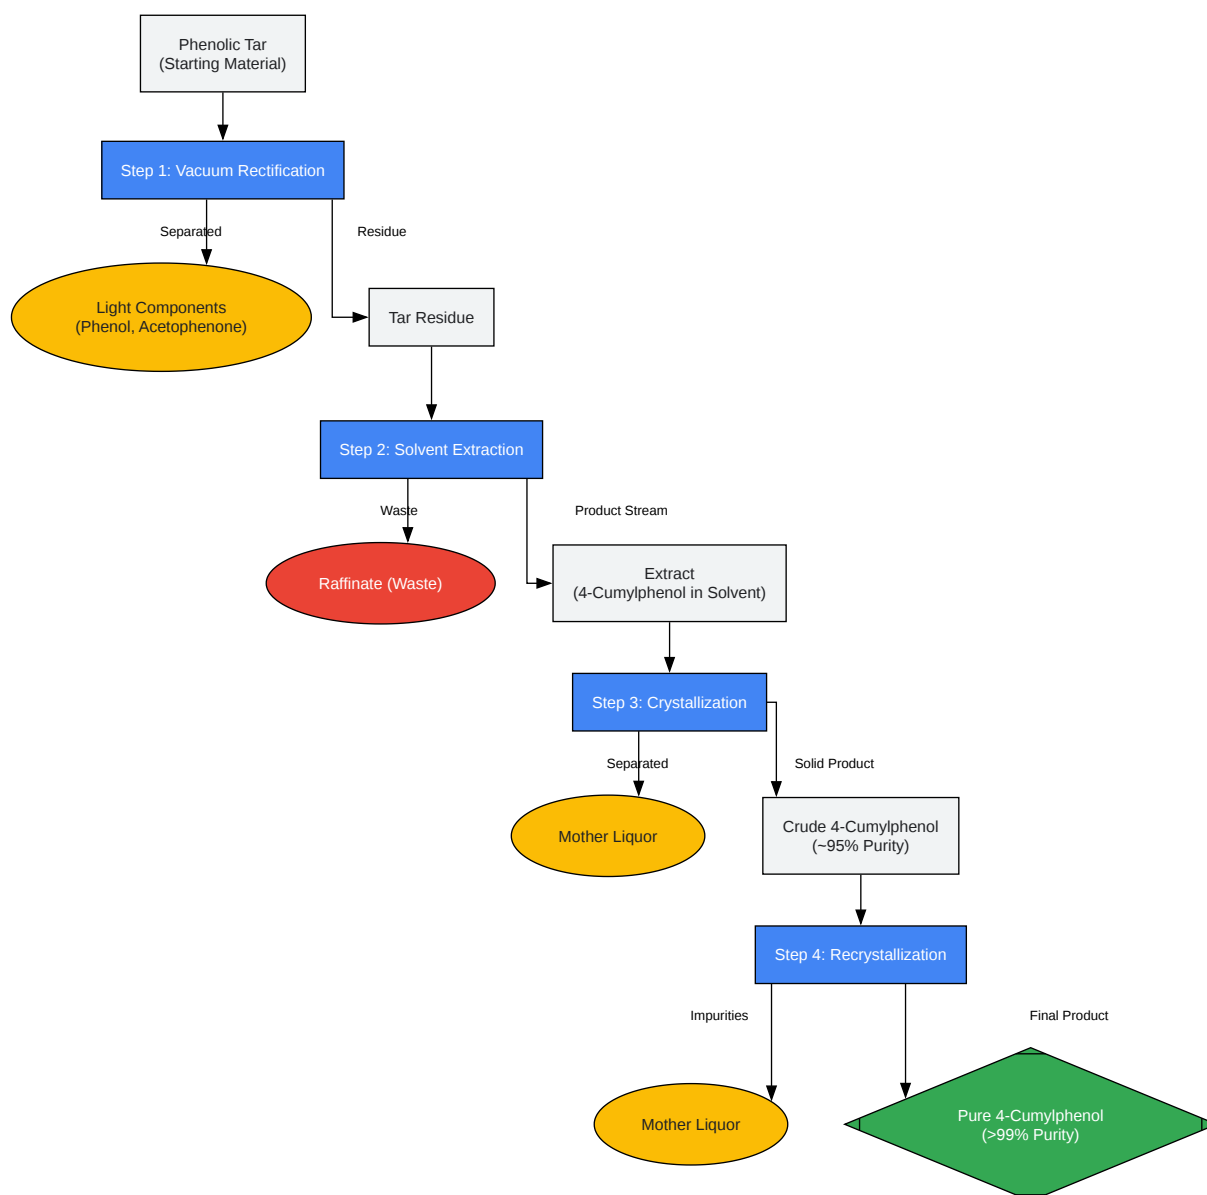 Phenolic Tar
(Starting Material)
Step 1: Vacuum Rectification
Separated
Residue
Light Components
(Phenol, Acetophenone)
Tar Residue
Step 2: Solvent Extraction
Waste
Product Stream
Raffinate (Waste)
Extract
(4-Cumylphenol in Solvent)
Step 3: Crystallization
Separated
Solid Product
Mother Liquor
Crude 4-Cumylphenol
(~95% Purity)
Step 4: Recrystallization
Impurities
Final Product
Mother Liquor
Pure 4-Cumylphenol
(>99% Purity)